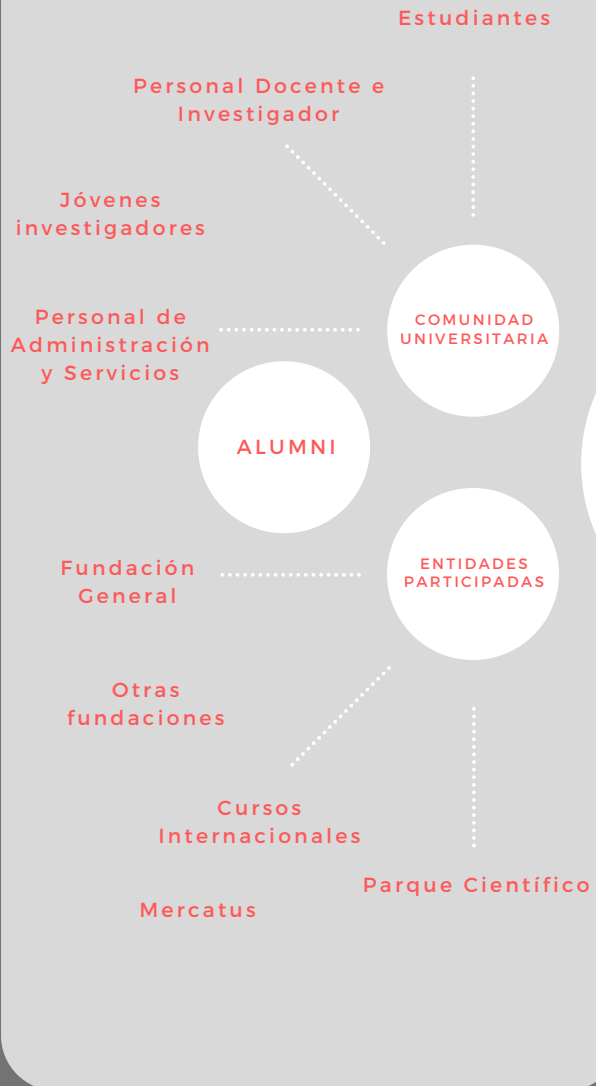 Estudiantes
Personal Docente e
Investigador
Jóvenes
investigadores
Personal de
Administración
y Servicios
COMUNIDAD
UNIVERSITARIA
ALUMNI
ENTIDADES
PARTICIPADAS
Fundación
General
Otras
fundaciones
Cursos
Internacionales
Parque Científico
Mercatus